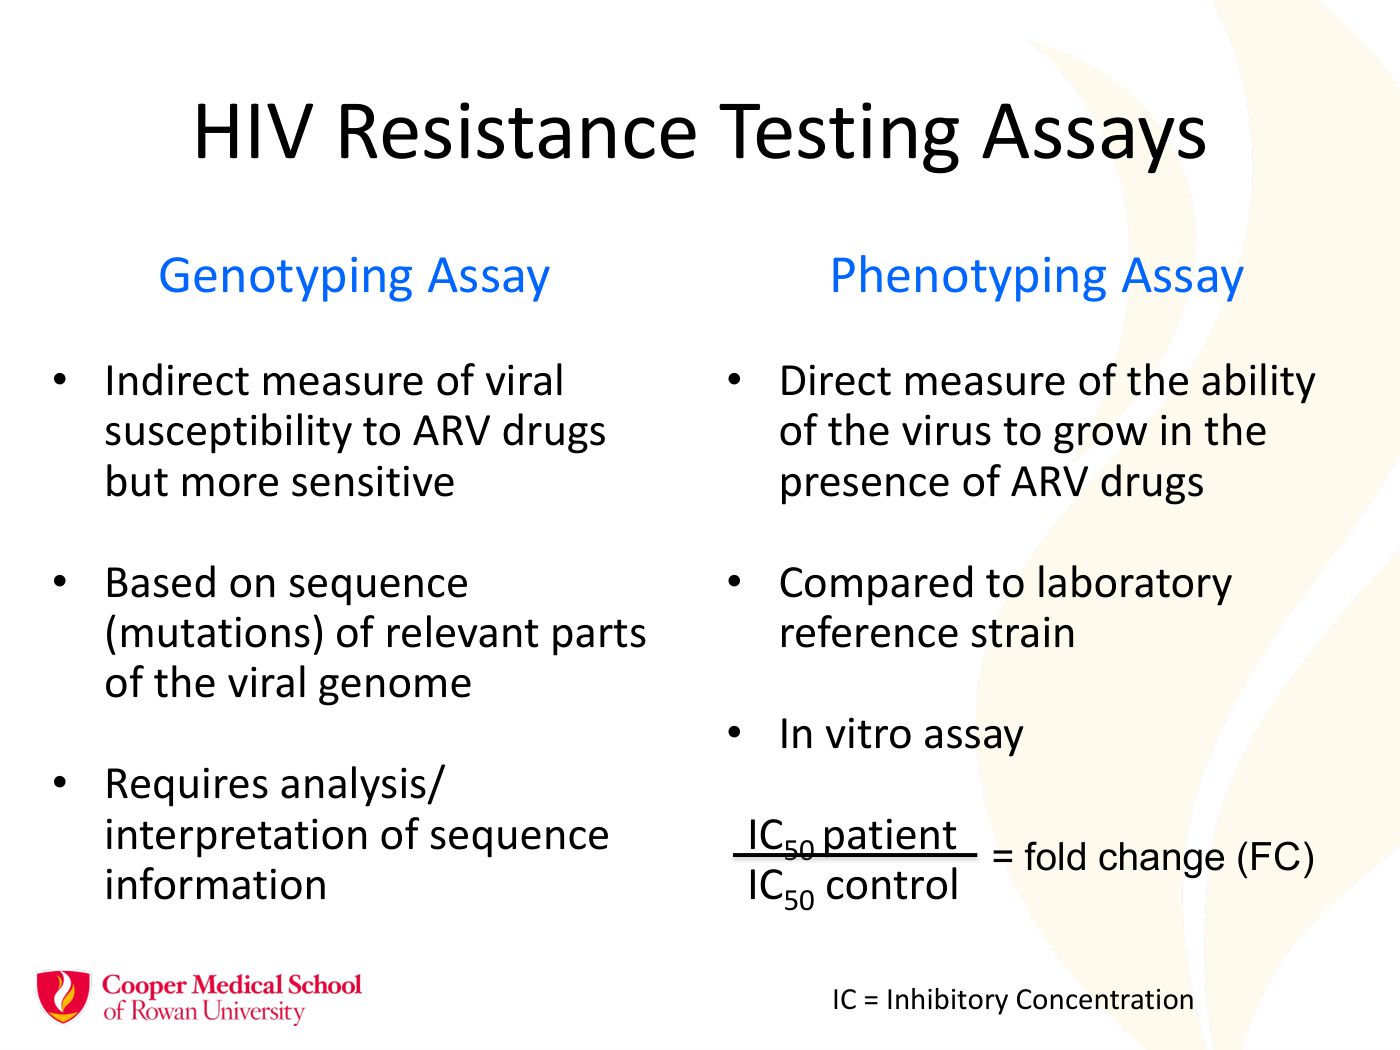 HIV Resistance Testing Assays
Genotyping Assay
• Indirect measure of viral
susceptibility to ARV drugs
but more sensitive
• Based on sequence
(mutations) of relevant parts
of the viral genome
• Requires analysis/
interpretation of sequence
information
Phenotyping Assay
• Direct measure of the ability
of the virus to grow in the
presence of ARV drugs
• Compared to laboratory
reference strain
• In vitro assay
IC50 patient
IC50 control
= fold change (FC)
Cooper Medical School
of Rowan University
IC = Inhibitory Concentration